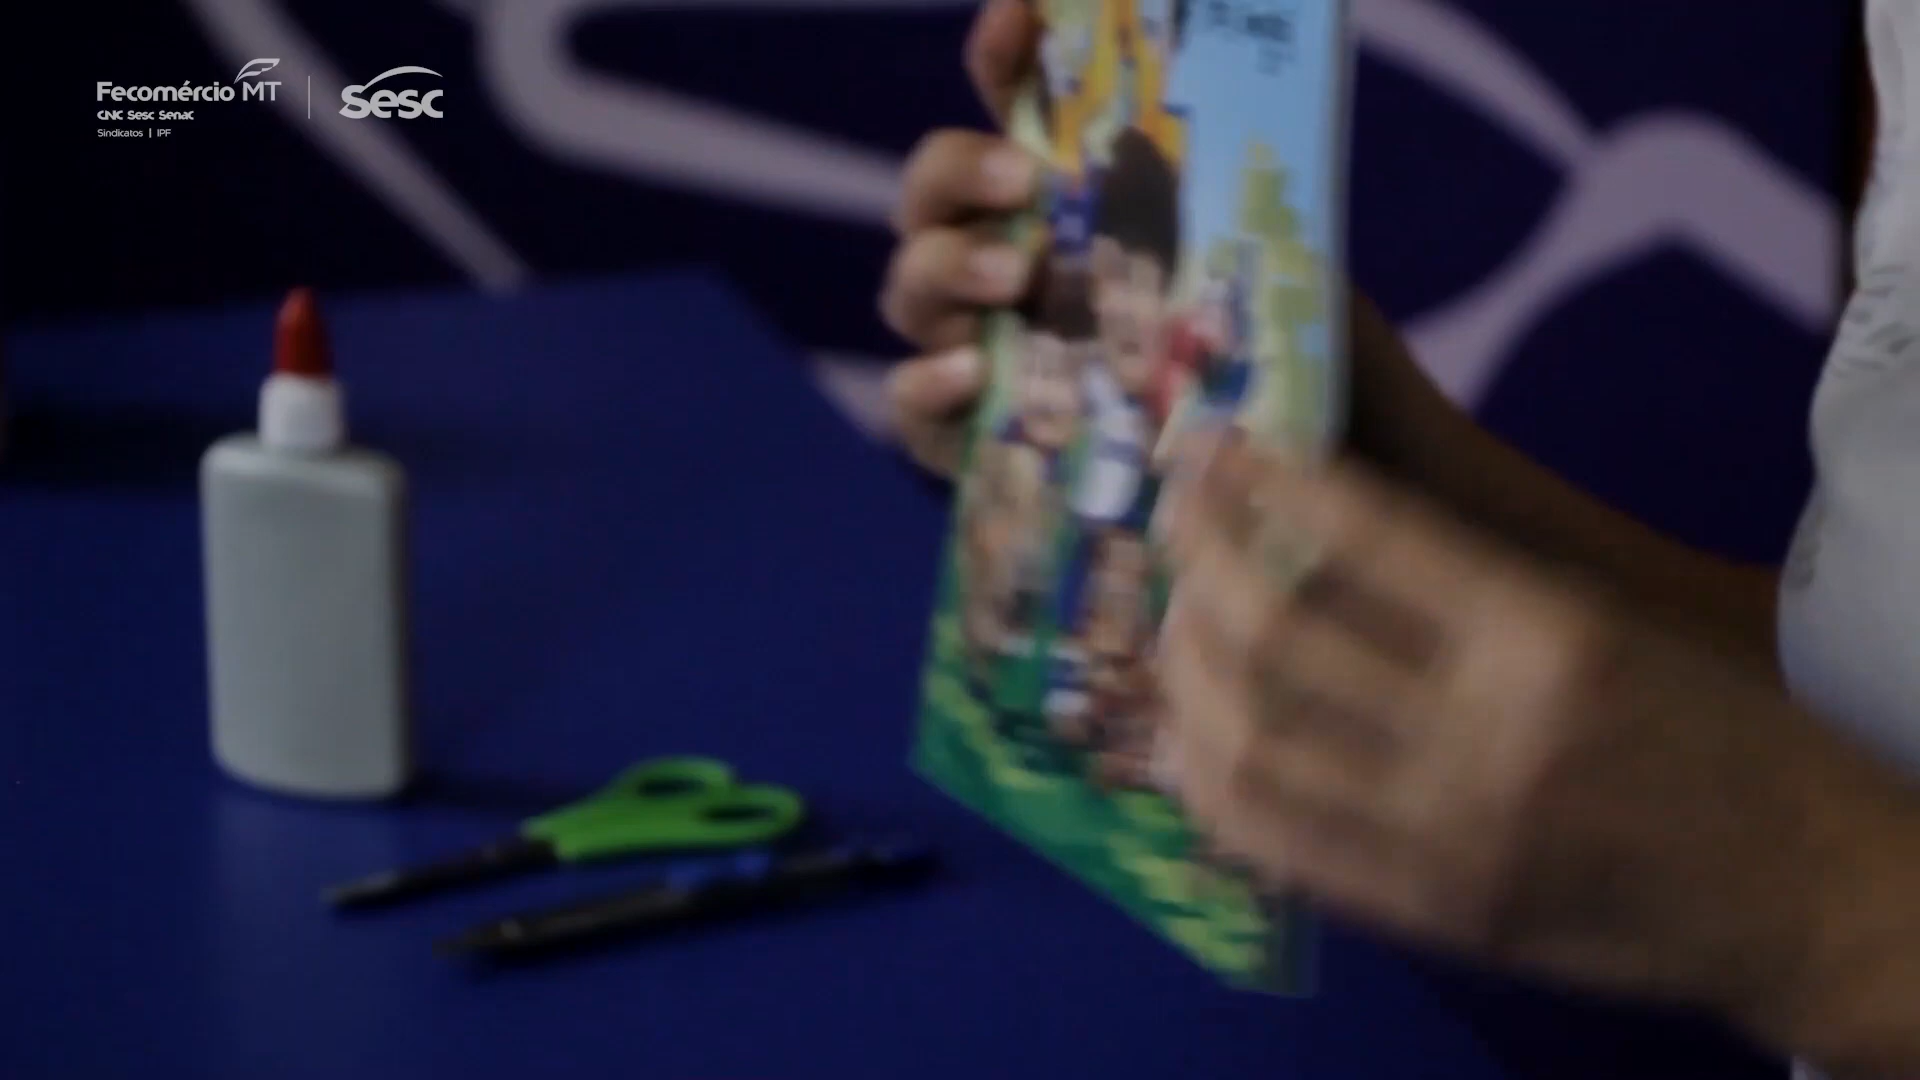 Fecomércio MT
CNC Sesc Senac
Sindicatos | IPF
Sesc